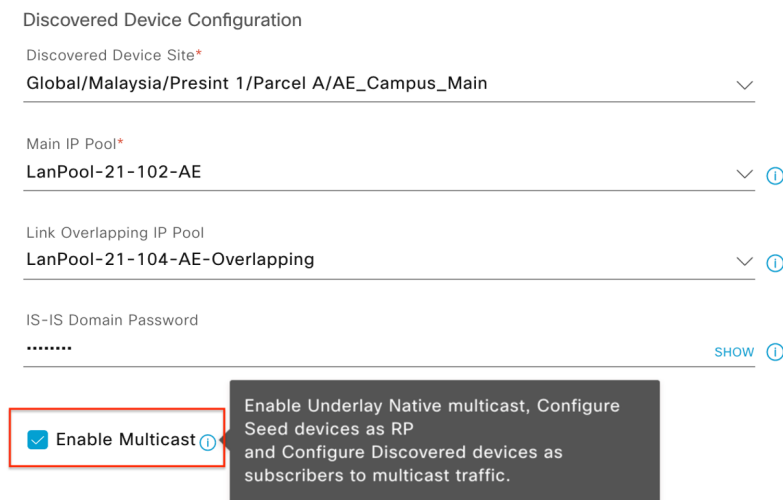 Discovered Device Configuration
Discovered Device Site*
Global/Malaysia/Presint 1/Parcel A/AE_Campus_Main
Main IP Pool*
LanPool-21-102-AE
Link Overlapping IP Pool
LanPool-21-104-AE-Overlapping
IS-IS Domain Password
••••••••
SHOW
Enable Multicast
Enable Underlay Native multicast, Configure
Seed devices as RP
and Configure Discovered devices as
subscribers to multicast traffic.